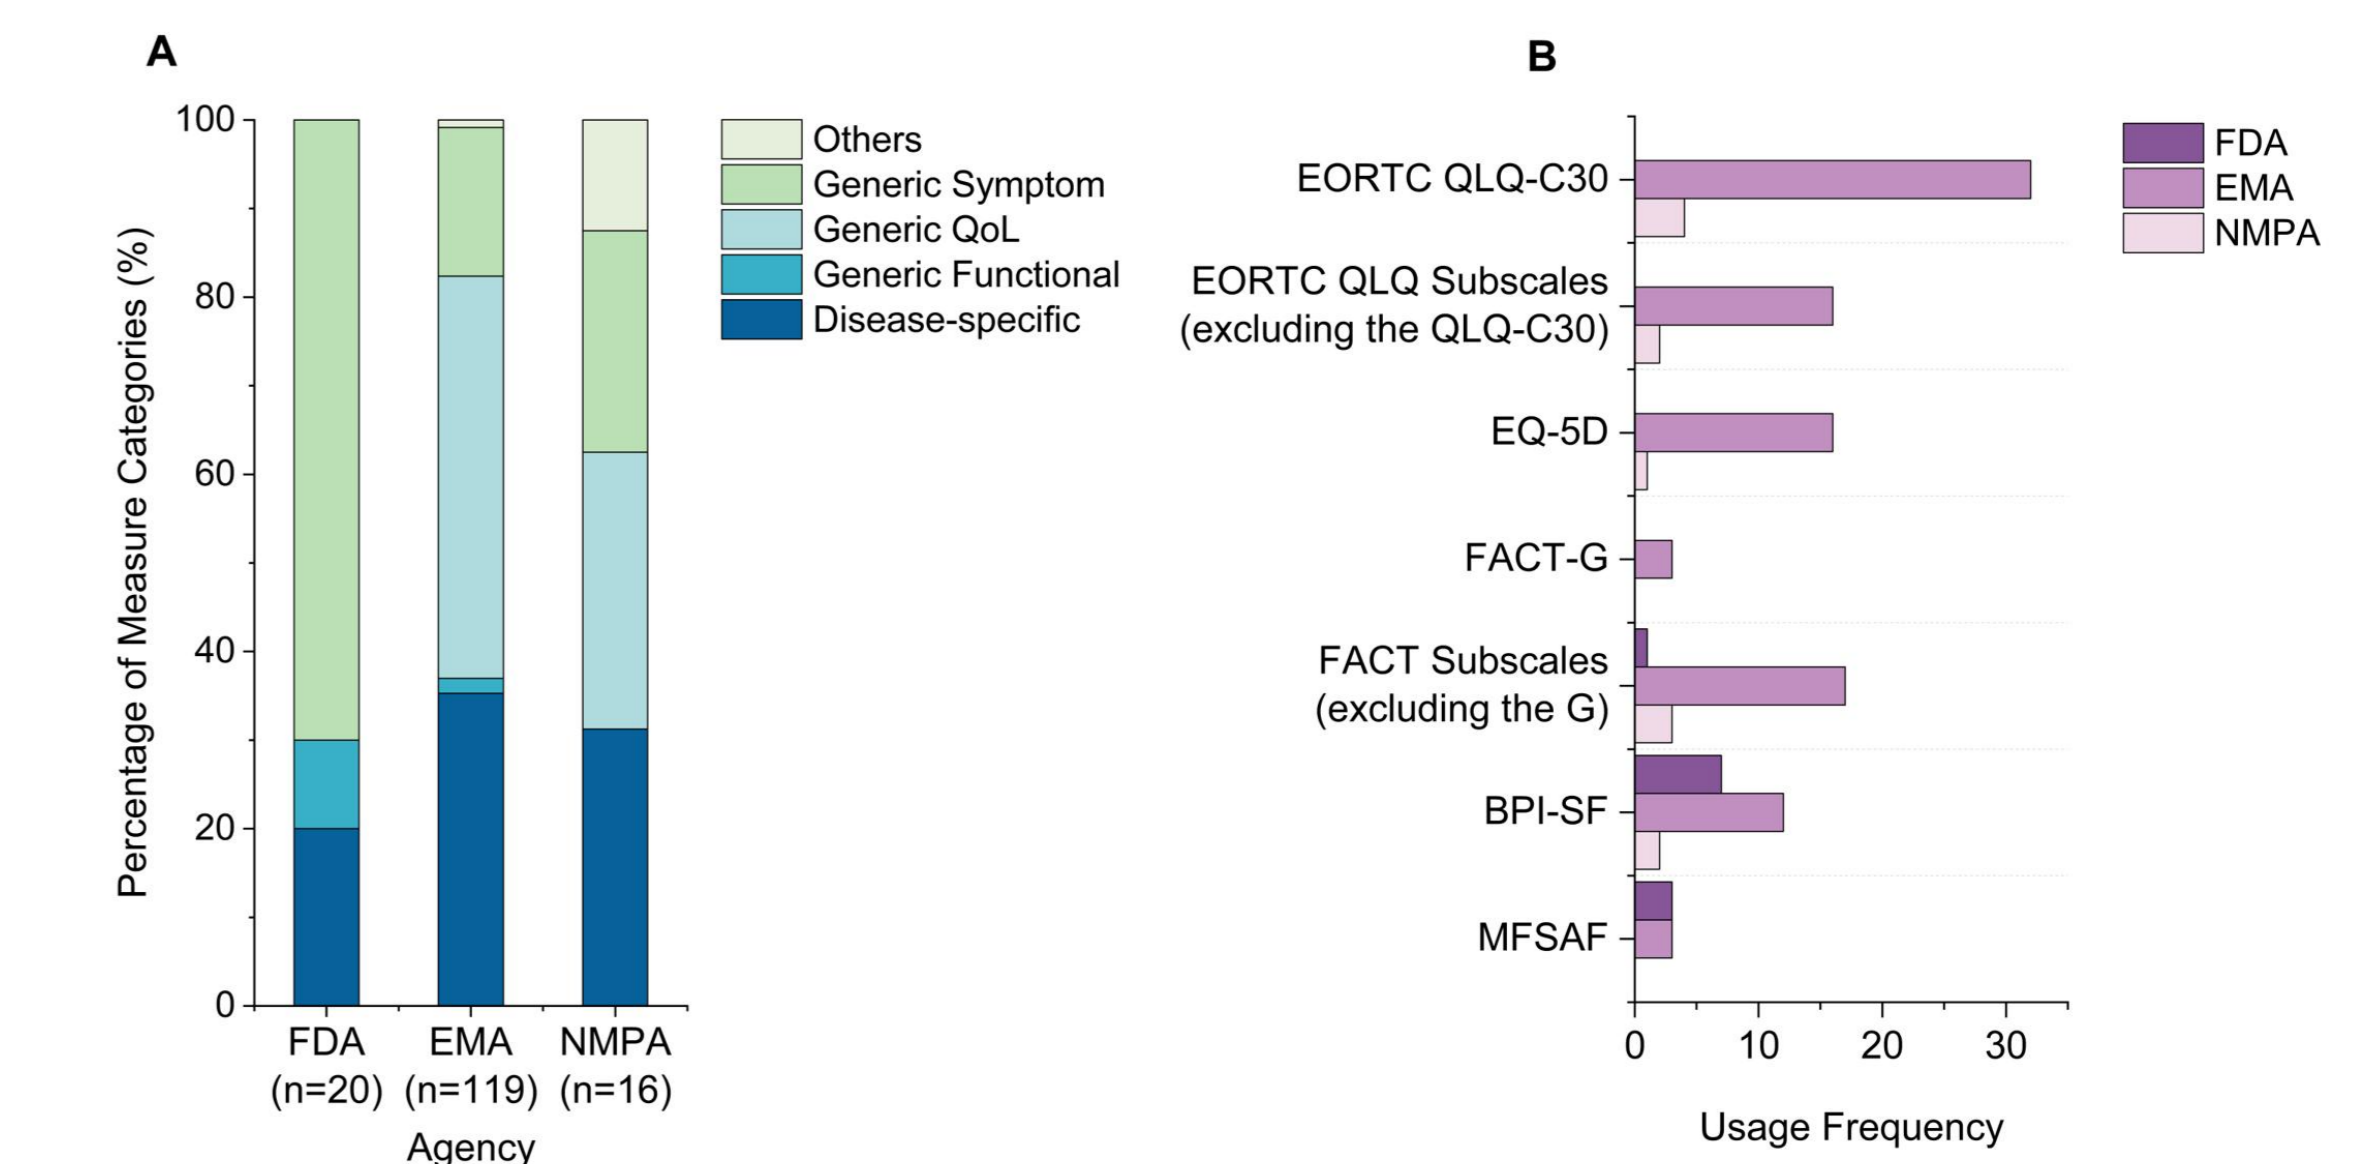 A
Percentage of Measure Categories (%)
100
80
60
40
20
0
FDA
(n=20)
EMA
(n=119)
NMPA
(n=16)
Agency
Others
Generic Symptom
Generic QoL
Generic Functional
Disease-specific
B
EORTC QLQ-C30
EORTC QLQ Subscales
(excluding the QLQ-C30)
EQ-5D
FACT-G
FACT Subscales
(excluding the G)
BPI-SF
MFSAF
0
10
20
30
Usage Frequency
FDA
EMA
NMPA